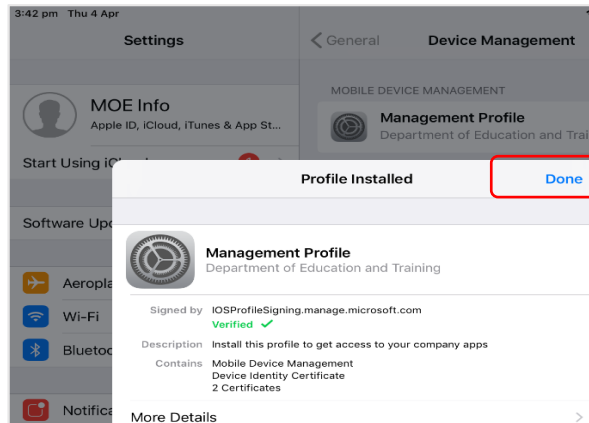 3:42 pm Thu 4 Apr
Settings
General
Device Management
MOBILE DEVICE MANAGEMENT
MOE Info
Apple ID, iCloud, iTunes & App St...
Management Profile
Department of Education and Trai
Start Using
Profile Installed
Done
Software
Management Profile
Department of Education and Training
Aeropla
Signed by IOSProfileSigning.manage.microsoft.com
Verified
Wi-Fi
Description Install this profile to get access to your company apps
Bluetoo
Contains Mobile Device Management
Device Identity Certificate
2 Certificates
Notifica
More Details